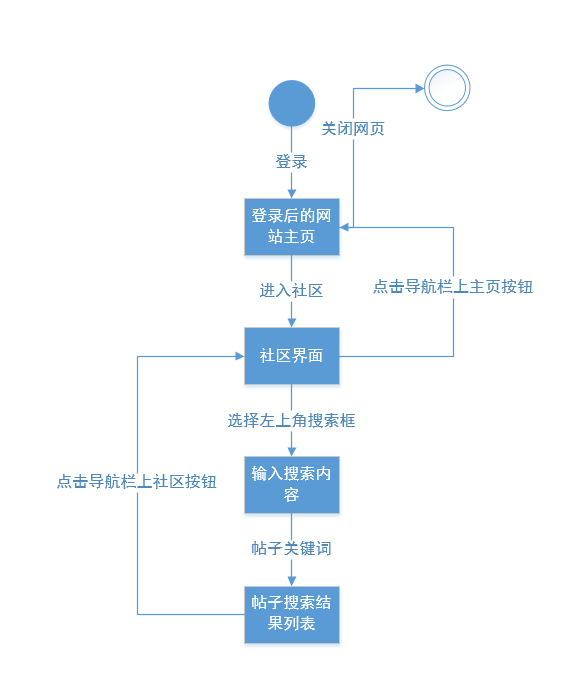 关闭网页
登录
登录后的网
站主页
点击导航栏上主页按钮
进入社区
社区界面
选择左上角搜索框
输入搜索内
容
点击导航栏上社区按钮
帖子关键词
帖子搜索结
果列表